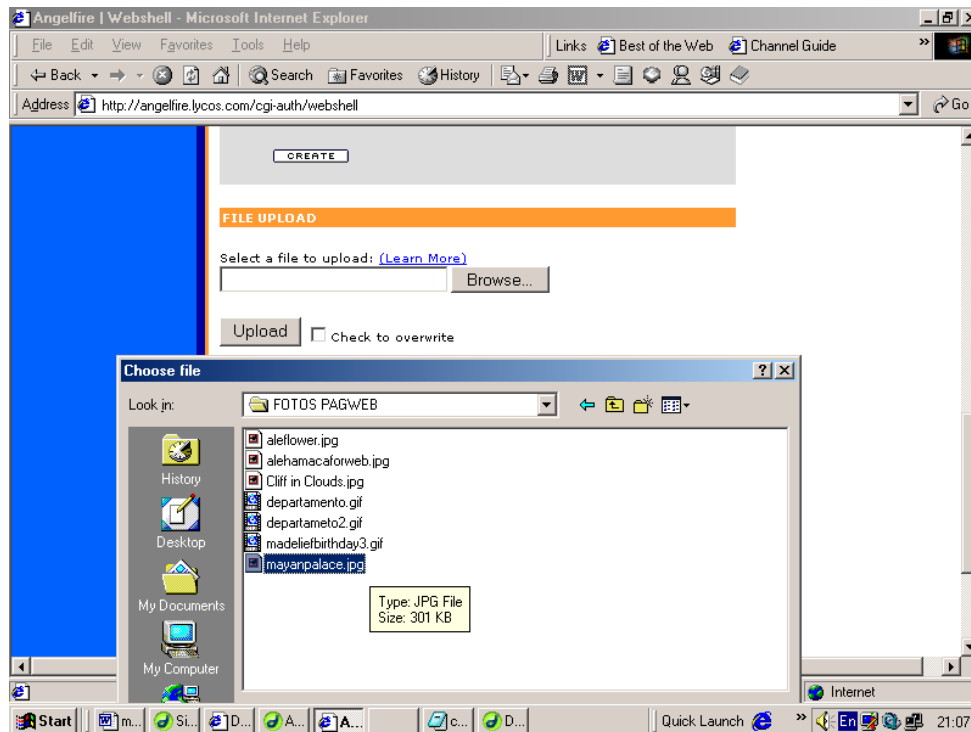 Angelfire | Webshell - Microsoft Internet Explorer
File Edit View Favorites Tools Help Links Best of the Web Channel Guide »
Back Search Favorites History
Address http://angelfire.lycos.com/cgi-auth/webshell Go
CREATE
FILE UPLOAD
Select a file to upload: (Learn More)
Browse...
Upload Check to overwrite
Choose file
Look in: FOTOS PAGWEB
aleflower.jpg
alehamacaforweb.jpg
Cliff in Clouds.jpg
departamento.gif
departameto2.gif
madeliefbirthday3.gif
mayanpalace.jpg
History
Desktop
My Documents
My Computer
Type: JPG File
Size: 301 KB
Internet
Start m... Si... D... A... A... c... D... Quick Launch » En 21:07